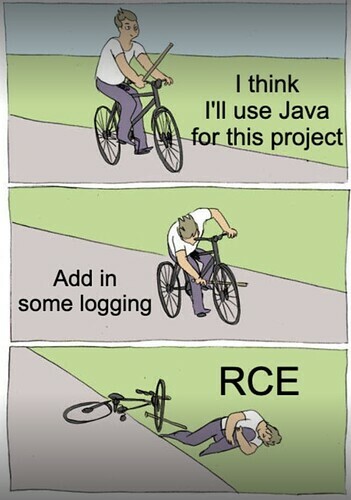 I think
I'll use Java
for this project
Add in
some logging
RCE